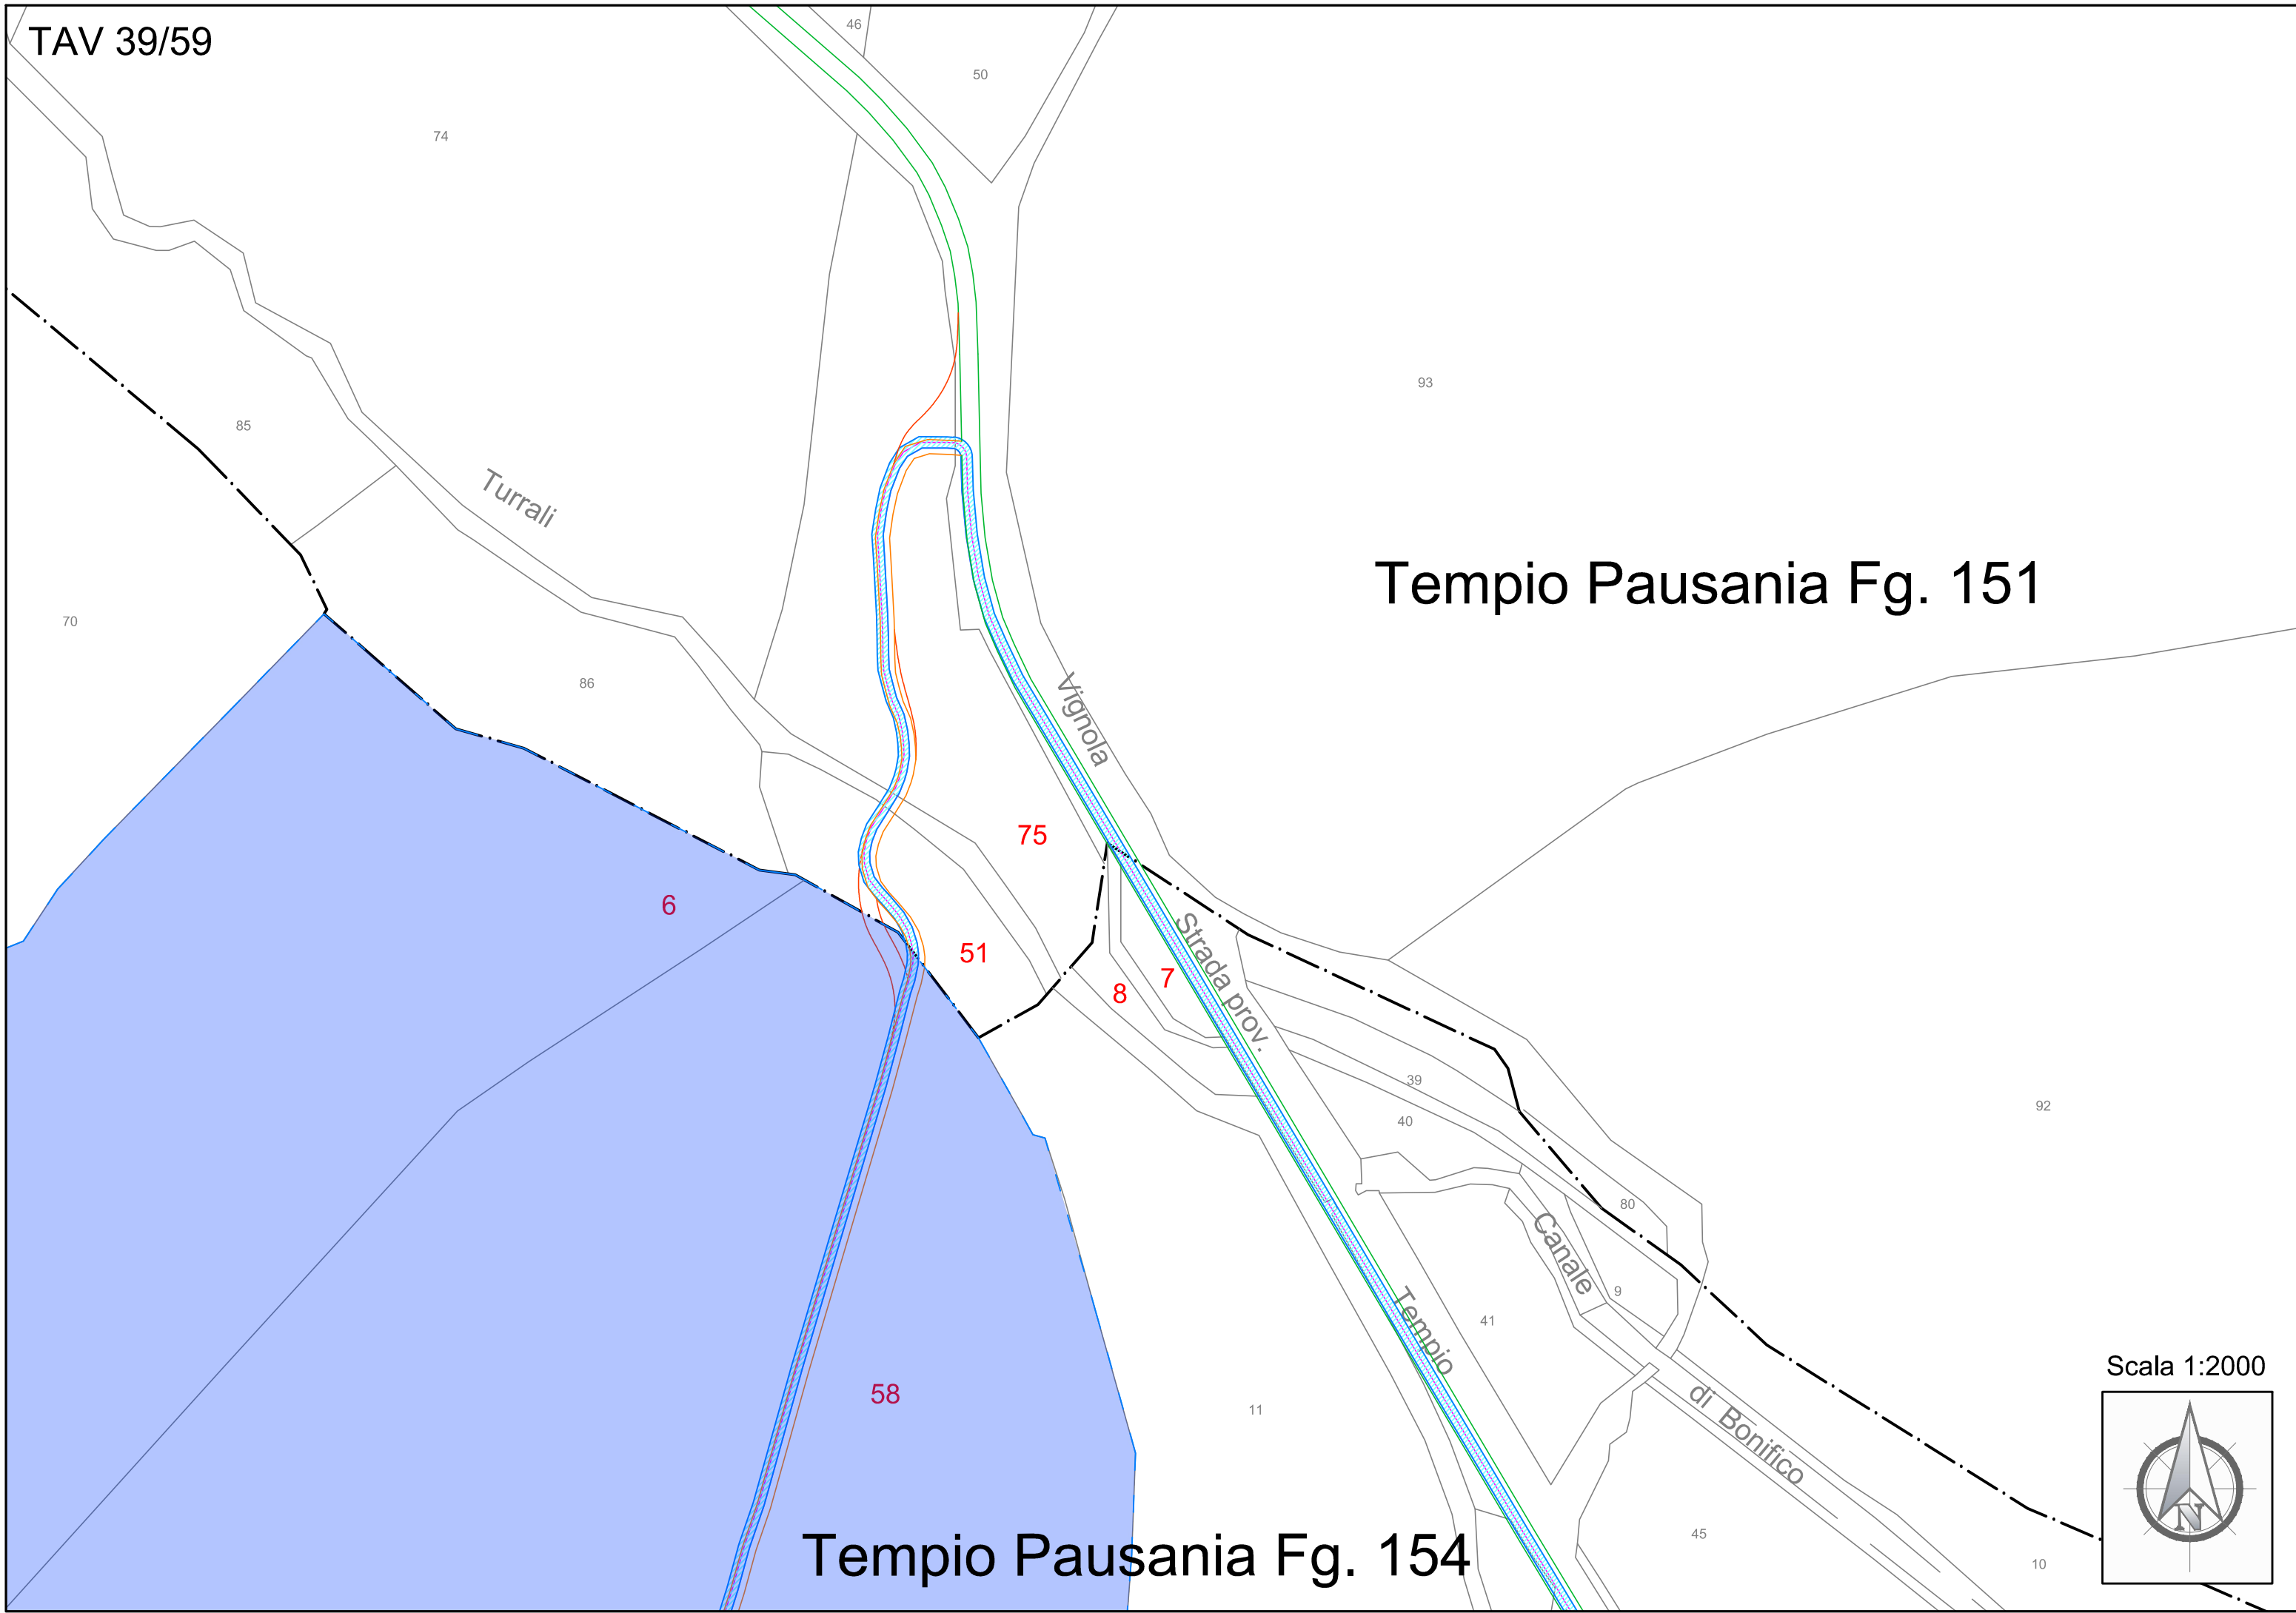 TAV 39/59
46
50
74
93
85
Turrali
Tempio Pausania Fg. 151
70
86
Vignola
75
6
51
7
8
Strada prov.
39
40
92
80
Canale
9
Tempio
41
Scala 1:2000
58
11
di Bonifico
45
Tempio Pausania Fg. 154
10
N